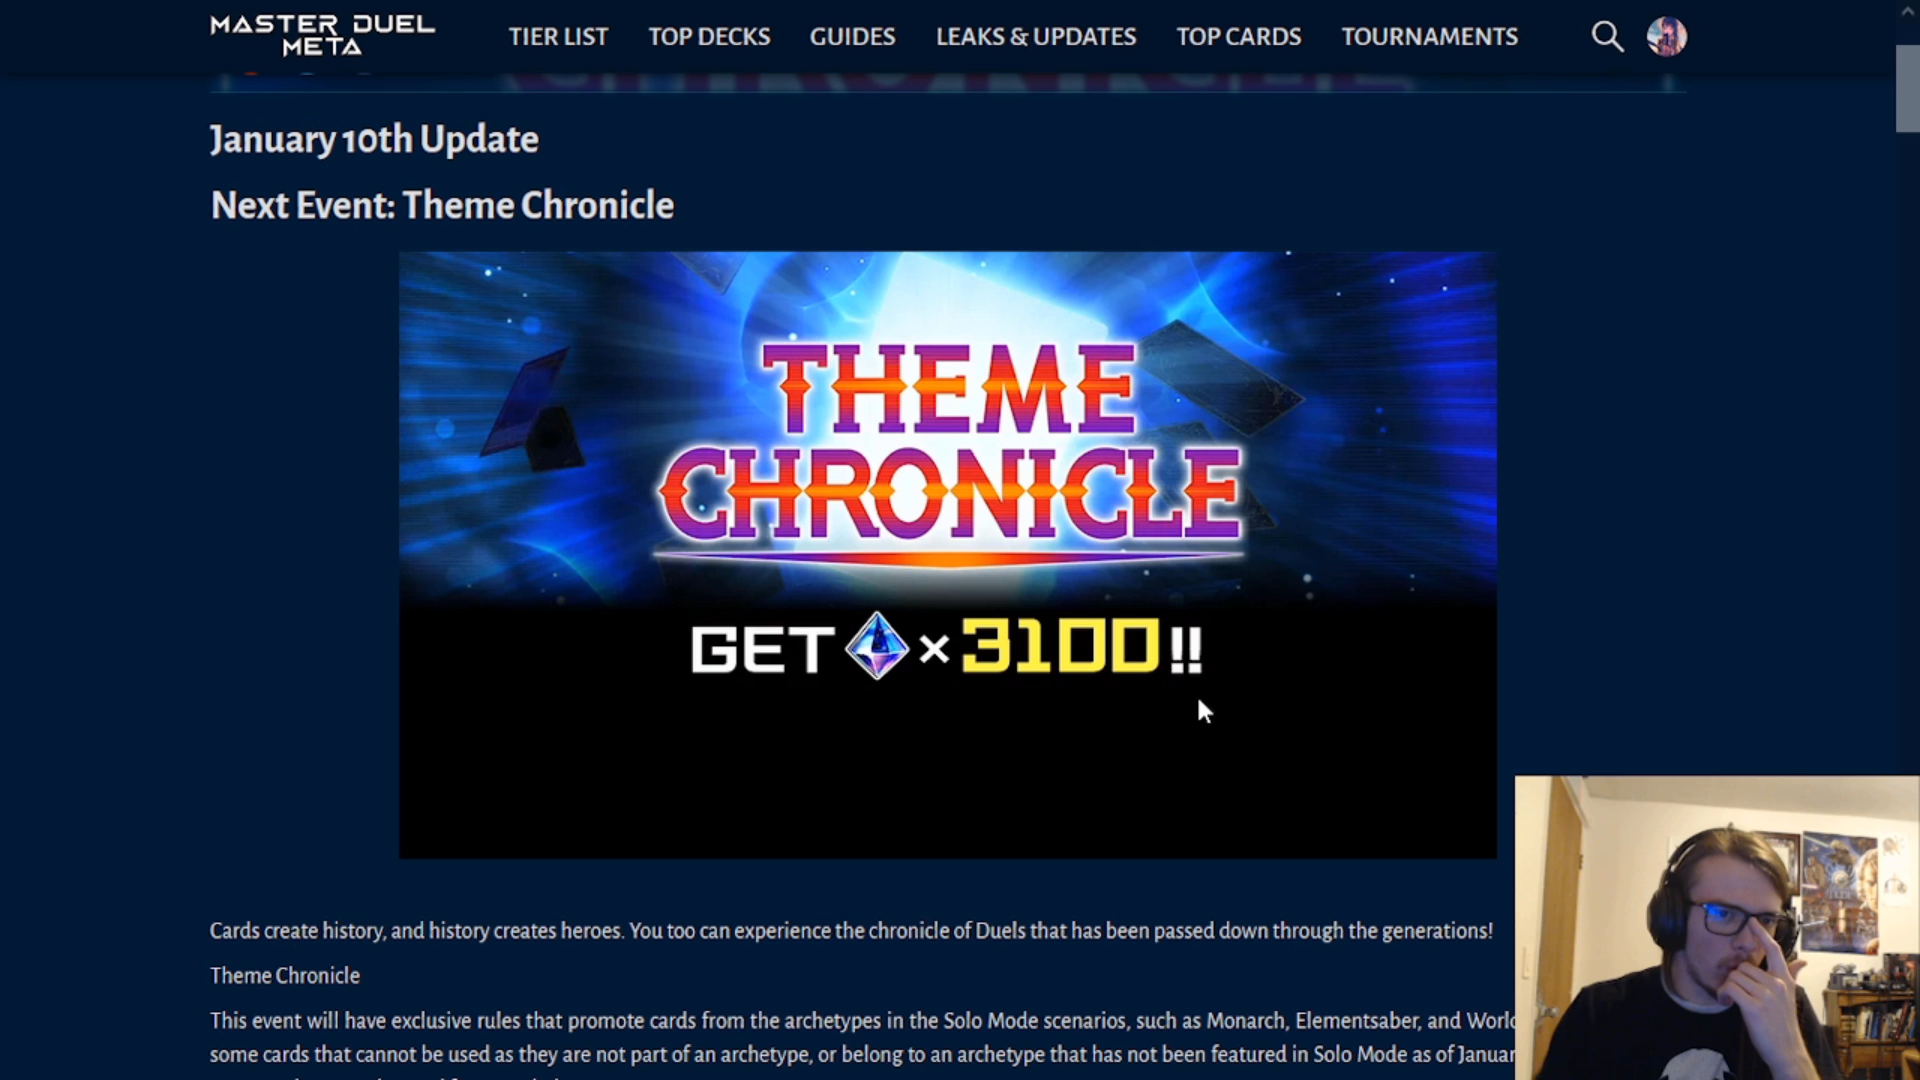 MASTER DUEL
META
TIER LIST TOP DECKS GUIDES LEAKS & UPDATES TOP CARDS TOURNAMENTS
January 10th Update
Next Event: Theme Chronicle
THEME
CHRONICLE
GET × 3100!!
Cards create history, and history creates heroes. You too can experience the chronicle of Duels that has been passed down through the generations!
Theme Chronicle
This event will have exclusive rules that promote cards from the archetypes in the Solo Mode scenarios, such as Monarch, Elementsaber, and World
some cards that cannot be used as they are not part of an archetype, or belong to an archetype that has not been featured in Solo Mode as of Januar